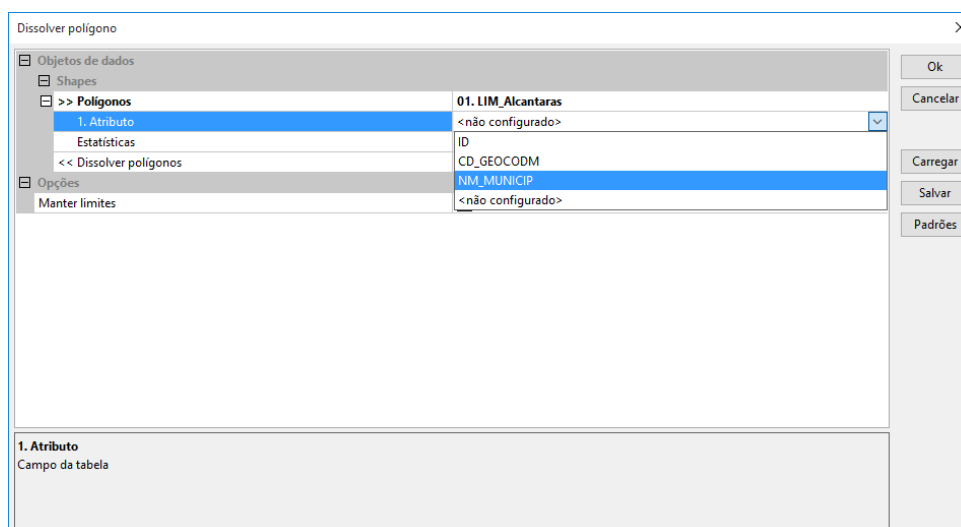 Dissolver polígono
Objetos de dados
Shapes
>> Polígonos 01. LIM_Alcantaras
1. Atributo <não configurado>
Estatísticas ID
<< Dissolver polígonos CD_GEOCODM
Opções NM_MUNICIP
Manter limites <não configurado>
Ok
Cancelar
Carregar
Salvar
Padrões
1. Atributo
Campo da tabela